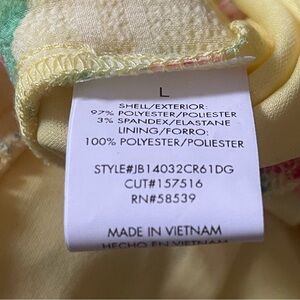 L
SHELL/EXTERIOR:
97% POLYESTER/POLIESTER
3% SPANDEX/ELASTANE
LINING/FORRO:
100% POLYESTER/POLIESTER
STYLE#JB14032CR61DG
CUT#157516
RN#58539
MADE IN VIETNAM
HECHO EN VIETNAM